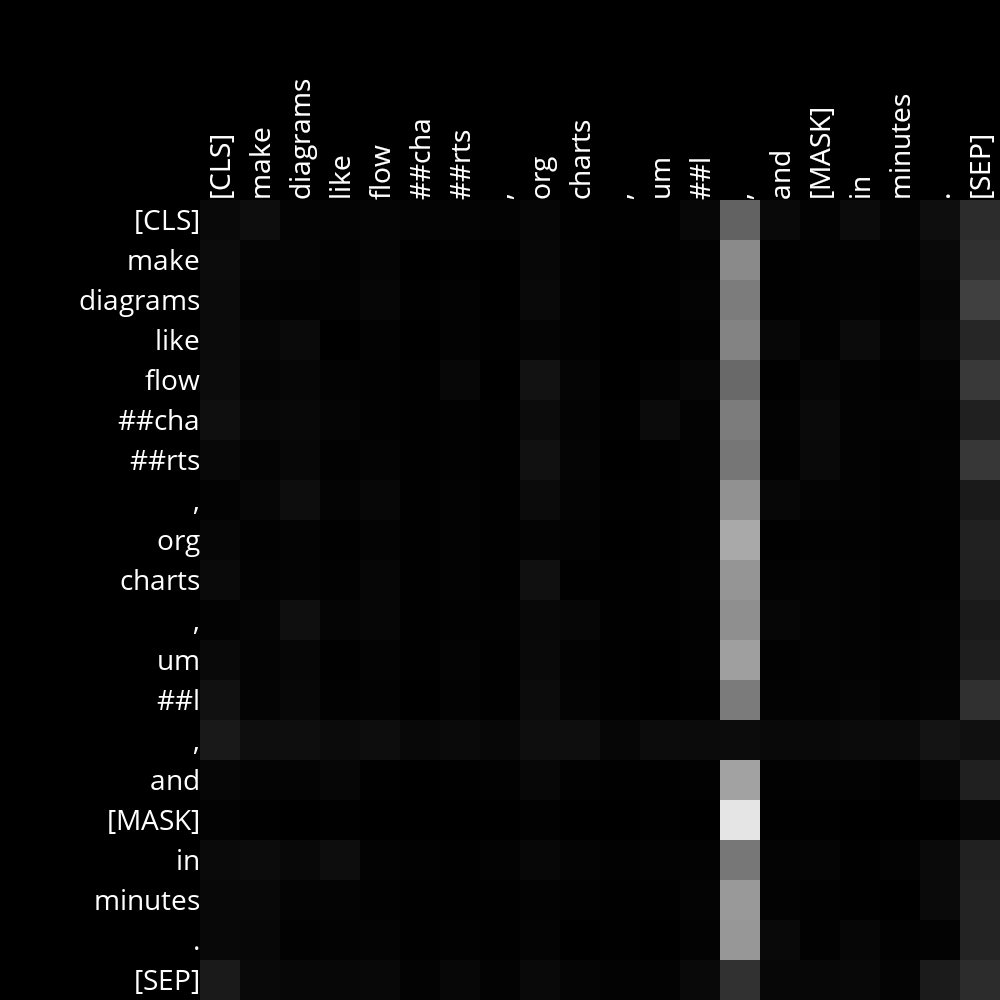 [CLS] make diagrams like flow ##cha ##rts , org charts , um ##l , and [MASK] in minutes . [SEP]
[CLS]
make
diagrams
like
flow
##cha
##rts
,
org
charts
,
um
##l
,
and
[MASK]
in
minutes
.
[SEP]